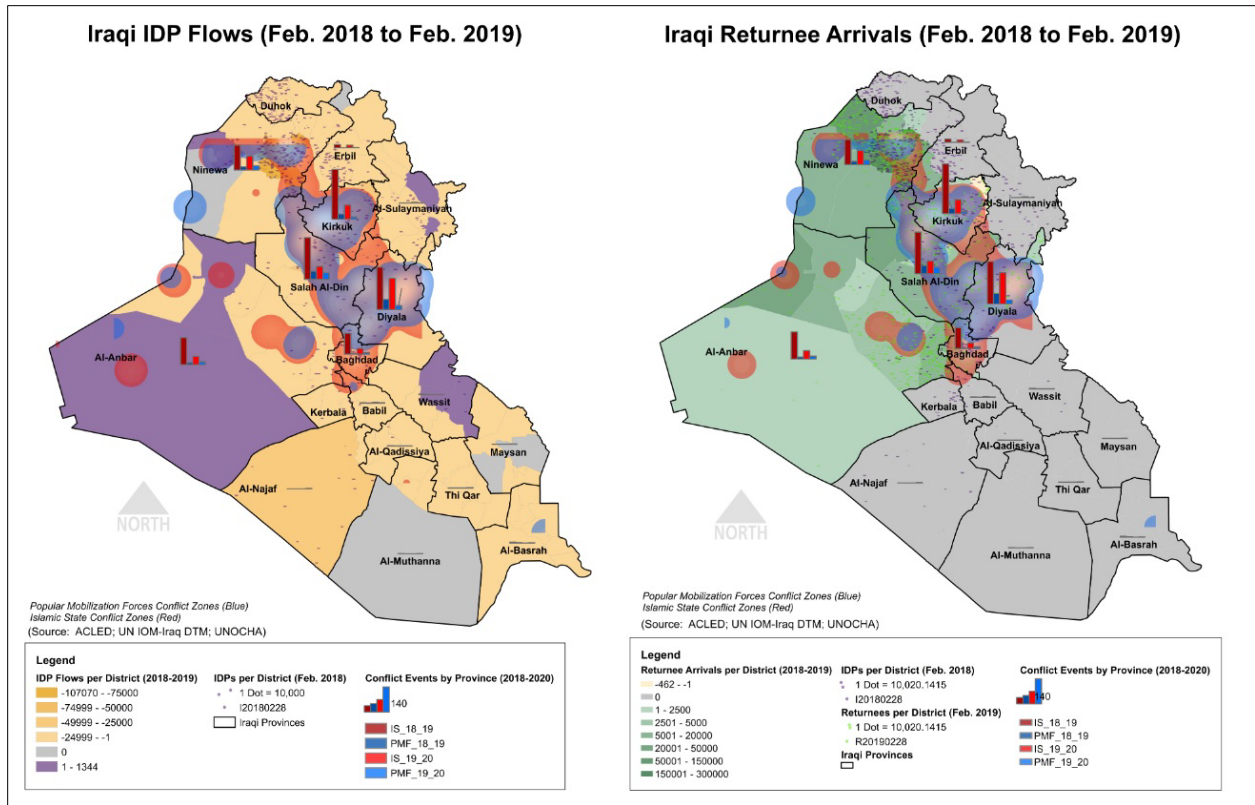 Iraqi IDP Flows (Feb. 2018 to Feb. 2019)
Duhok
Ninewa
Erbil
Al-Sulaymaniyah
Kirkuk
Salah Al-Din
Diyala
Al-Anbar
Baghdad
Wassit
Kerbala
Babil
Al-Qadissiya
Maysan
Al-Najaf
Thi Qar
Al-Basrah
Al-Muthanna
NORTH
Popular Mobilization Forces Conflict Zones (Blue)
Islamic State Conflict Zones (Red)
(Source: ACLED; UN IOM-Iraq DTM; UNOCHA)
Legend
IDP Flows per District (2018-2019)
-107070 - -75000
-74999 - -50000
-49999 - -25000
-24999 - -1
0
1 - 1344
IDPs per District (Feb. 2018)
1 Dot = 10,000
I20180228
Iraqi Provinces
Conflict Events by Province (2018-2020)
140
IS_18_19
PMF_18_19
IS_19_20
PMF_19_20
Iraqi Returnee Arrivals (Feb. 2018 to Feb. 2019)
Duhok
Ninewa
Erbil
Al-Sulaymaniyah
Kirkuk
Salah Al-Din
Diyala
Al-Anbar
Baghdad
Wassit
Kerbala
Babil
Al-Qadissiya
Maysan
Al-Najaf
Thi Qar
Al-Basrah
Al-Muthanna
NORTH
Popular Mobilization Forces Conflict Zones (Blue)
Islamic State Conflict Zones (Red)
(Source: ACLED; UN IOM-Iraq DTM; UNOCHA)
Legend
Returnee Arrivals per District (2018-2019)
-462 - -1
0
1 - 2500
2501 - 5000
5001 - 20000
20001 - 50000
50001 - 150000
150001 - 300000
IDPs per District (Feb. 2018)
1 Dot = 10,020.1415
I20180228
Returnees per District (Feb. 2019)
1 Dot = 10,020.1415
R20190228
Iraqi Provinces
Conflict Events by Province (2018-2020)
140
IS_18_19
PMF_18_19
IS_19_20
PMF_19_20